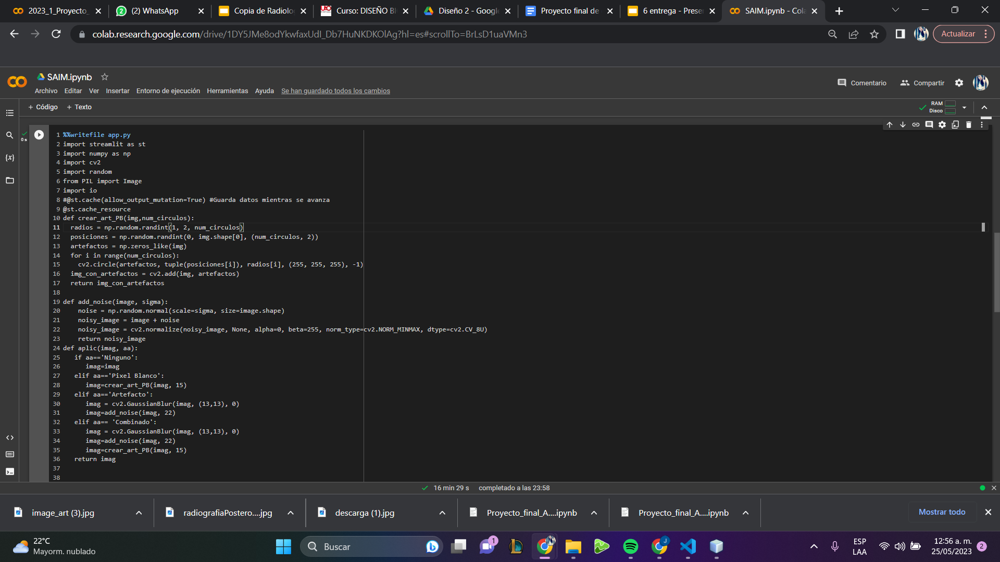 2023_1_Proyecto_
(2) WhatsApp
Copia de Radiolo
Curso: DISEÑO BI
Diseño 2 - Google
Proyecto final de
6 entrega - Prese
SAIM.ipynb - Cola
colab.research.google.com/drive/1DY5JMe8odYkwfaxUdI_Db7HuNKDKOlAg?hl=es#scrollTo=BrLsD1uaVMn3
Actualizar
SAIM.ipynb
Archivo Editar Ver Insertar Entorno de ejecución Herramientas Ayuda Se han guardado todos los cambios
Comentario Compartir
+ Código + Texto
RAM
Disco
0 s
1 %%writefile app.py
2 import streamlit as st
3 import numpy as np
4 import cv2
5 import random
6 from PIL import Image
7 import io
8 #@st.cache(allow_output_mutation=True) #Guarda datos mientras se avanza
9 @st.cache_resource
10 def crear_art_PB(img,num_circulos):
11 radios = np.random.randint(1, 2, num_circulos)
12 posiciones = np.random.randint(0, img.shape[0], (num_circulos, 2))
13 artefactos = np.zeros_like(img)
14 for i in range(num_circulos):
15 cv2.circle(artefactos, tuple(posiciones[i]), radios[i], (255, 255, 255), -1)
16 img_con_artefactos = cv2.add(img, artefactos)
17 return img_con_artefactos
18
19 def add_noise(image, sigma):
20 noise = np.random.normal(scale=sigma, size=image.shape)
21 noisy_image = image + noise
22 noisy_image = cv2.normalize(noisy_image, None, alpha=0, beta=255, norm_type=cv2.NORM_MINMAX, dtype=cv2.CV_8U)
23 return noisy_image
24 def aplic(imag, aa):
25 if aa=='Ninguno':
26 imag=imag
27 elif aa=='Pixel Blanco':
28 imag=crear_art_PB(imag, 15)
29 elif aa=='Artefacto':
30 imag = cv2.GaussianBlur(imag, (13,13), 0)
31 imag=add_noise(imag, 22)
32 elif aa== 'Combinado':
33 imag = cv2.GaussianBlur(imag, (13,13), 0)
34 imag=add_noise(imag, 22)
35 imag=crear_art_PB(imag, 15)
36 return imag
37
38
16 min 29 s completado a las 23:58
image_art (3).jpg
radiografiaPostero....jpg
descarga (1).jpg
Proyecto_final_A....ipynb
Proyecto_final_A....ipynb
Mostrar todo
22°C
Mayorm. nublado
Buscar
1
J
ESP
LAA
12:56 a. m.
25/05/2023
2